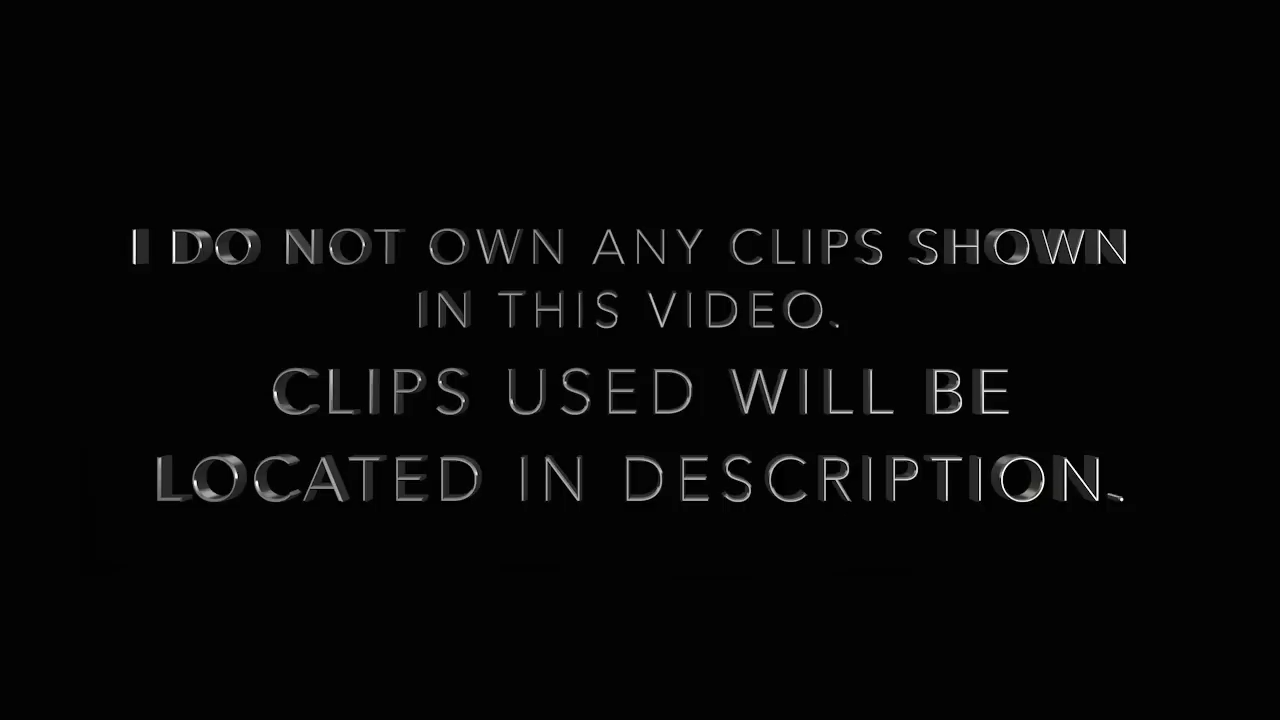 I DO NOT OWN ANY CLIPS SHOWN
IN THIS VIDEO.
CLIPS USED WILL BE
LOCATED IN DESCRIPTION.